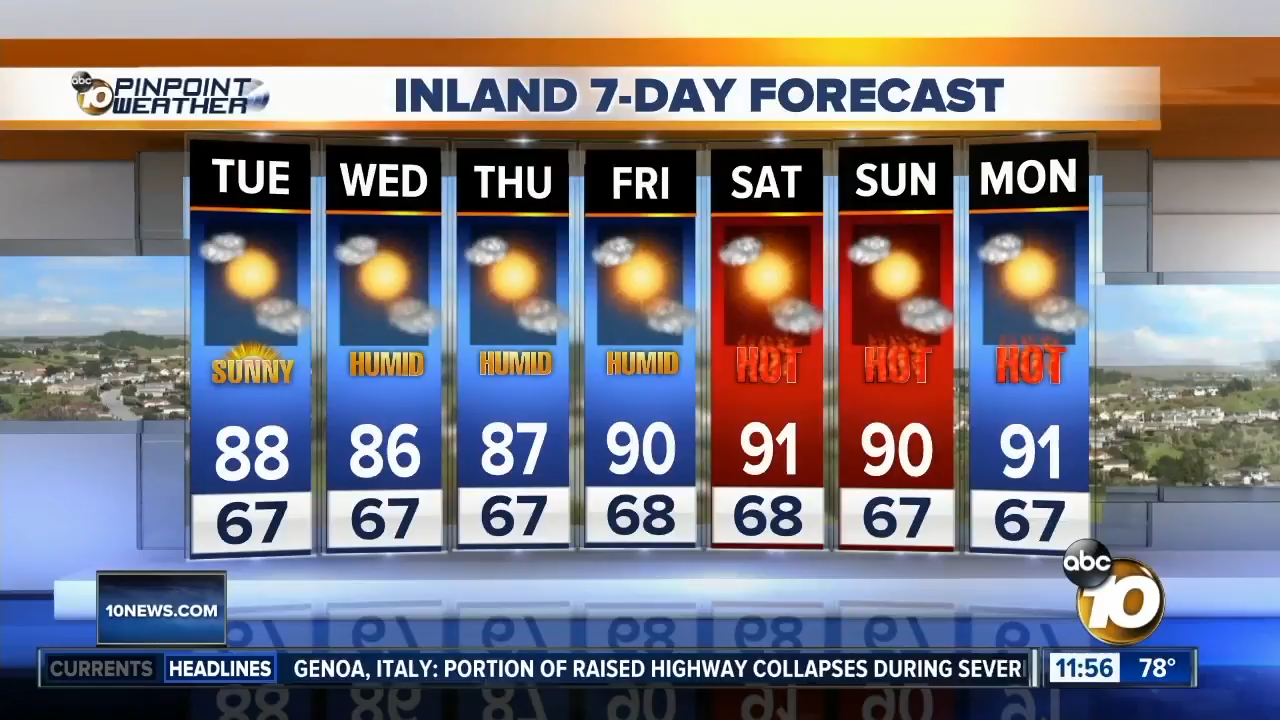 abc 10 PINPOINT WEATHER
INLAND 7-DAY FORECAST
TUE WED THU FRI SAT SUN MON
SUNNY HUMID HUMID HUMID HOT HOT HOT
88 86 87 90 91 90 91
67 67 67 68 68 67 67
10NEWS.COM
abc 10
CURRENTS HEADLINES GENOA, ITALY: PORTION OF RAISED HIGHWAY COLLAPSES DURING SEVER 11:56 78°